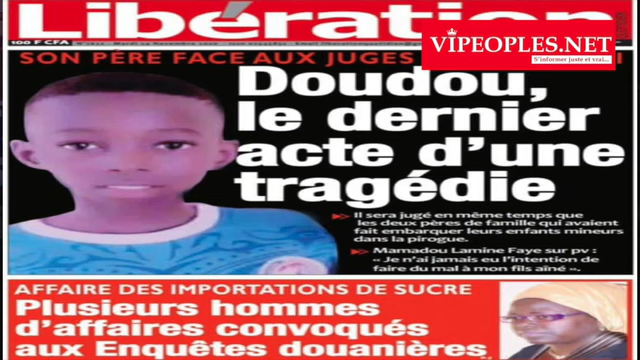 Libération
VIPEOPLES.NET
S'informer juste et vrai...
100 F CFA
SON PÈRE FACE AUX JUGES
Doudou,
le dernier
acte d'une
tragédie
Il sera jugé en même temps que
les deux pères de famille qui avaient
fait embarquer leurs enfants mineurs
dans la pirogue.
Mamadou Lamine Faye sur pv :
« Je n'ai jamais eu l'intention de
faire du mal à mon fils aîné ».
AFFAIRE DES IMPORTATIONS DE SUCRE
Plusieurs hommes
d'affaires convoqués
aux Enquêtes douanières